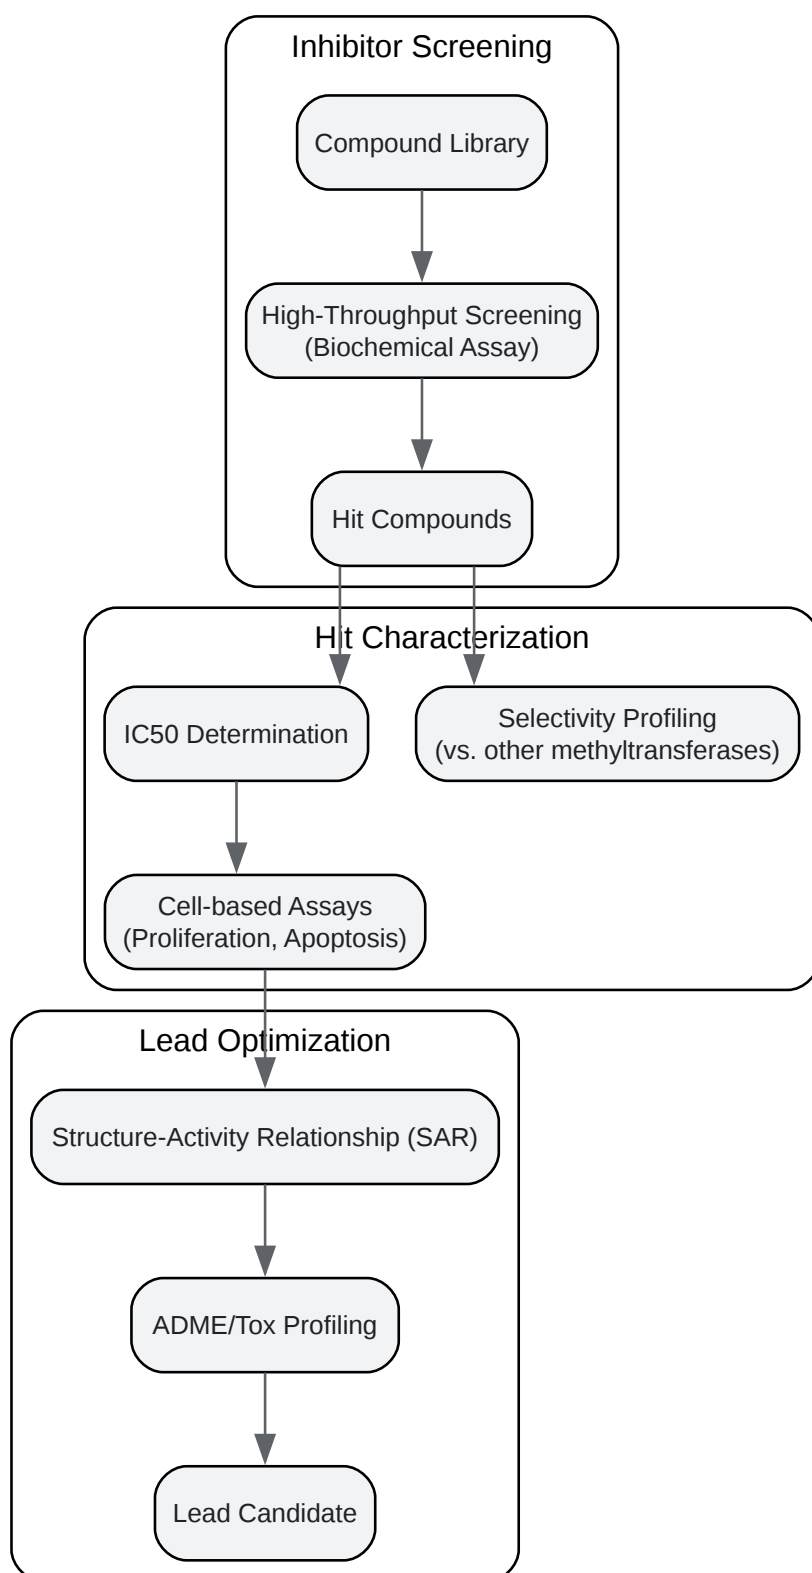 Inhibitor Screening
Compound Library
High-Throughput Screening
(Biochemical Assay)
Hit Compounds
Hit Characterization
IC50 Determination
Selectivity Profiling
(vs. other methyltransferases)
Cell-based Assays
(Proliferation, Apoptosis)
Lead Optimization
Structure-Activity Relationship (SAR)
ADME/Tox Profiling
Lead Candidate